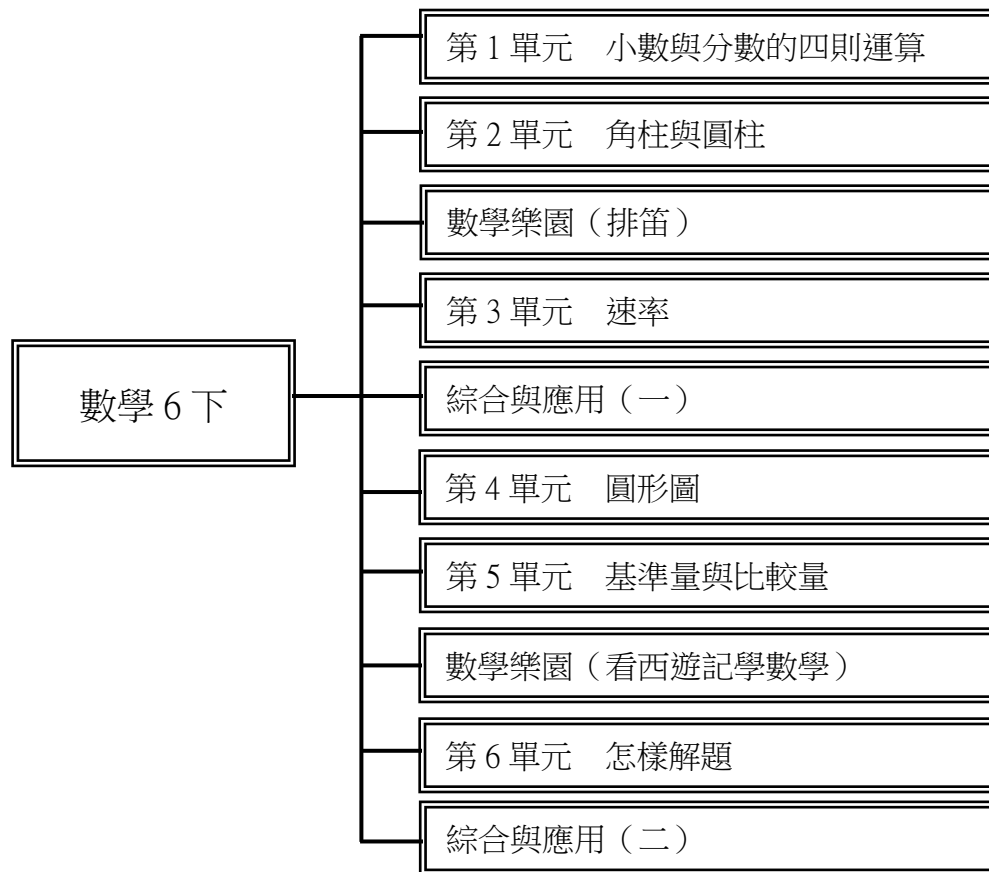 第 1 單元　小數與分數的四則運算
第 2 單元　角柱與圓柱
數學樂園（排笛）
第 3 單元　速率
數學 6 下
綜合與應用（一）
第 4 單元　圓形圖
第 5 單元　基準量與比較量
數學樂園（看西遊記學數學）
第 6 單元　怎樣解題
綜合與應用（二）